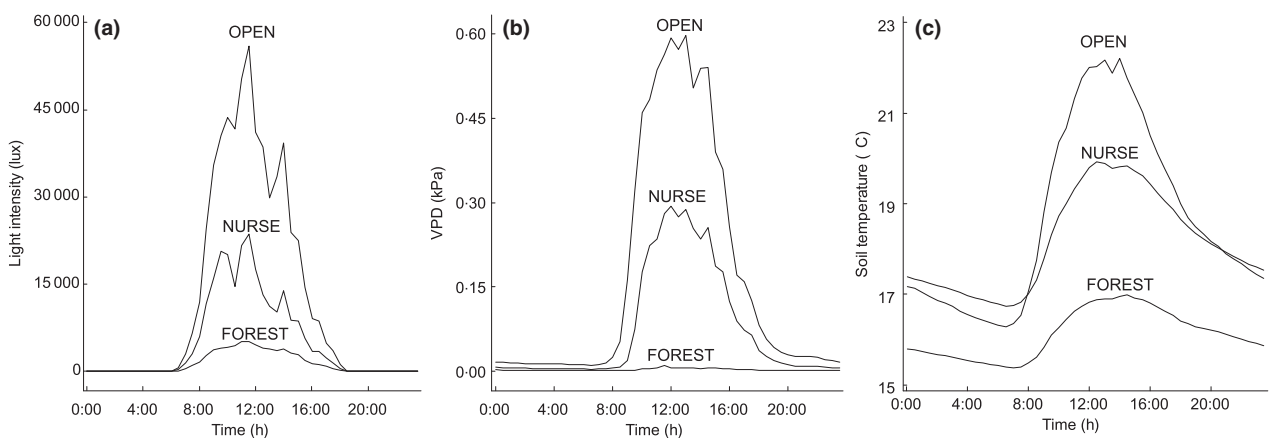 (a)
Light intensity (lux)
60 000
45 000
30 000
15 000
0
OPEN
NURSE
FOREST
0:00 4:00 8:00 12:00 16:00 20:00
Time (h)
(b)
VPD (kPa)
0·60
0·45
0·30
0·15
0·00
OPEN
NURSE
FOREST
0:00 4:00 8:00 12:00 16:00 20:00
Time (h)
(c)
Soil temperature ( C)
23
21
19
17
15
OPEN
NURSE
FOREST
0:00 4:00 8:00 12:00 16:00 20:00
Time (h)